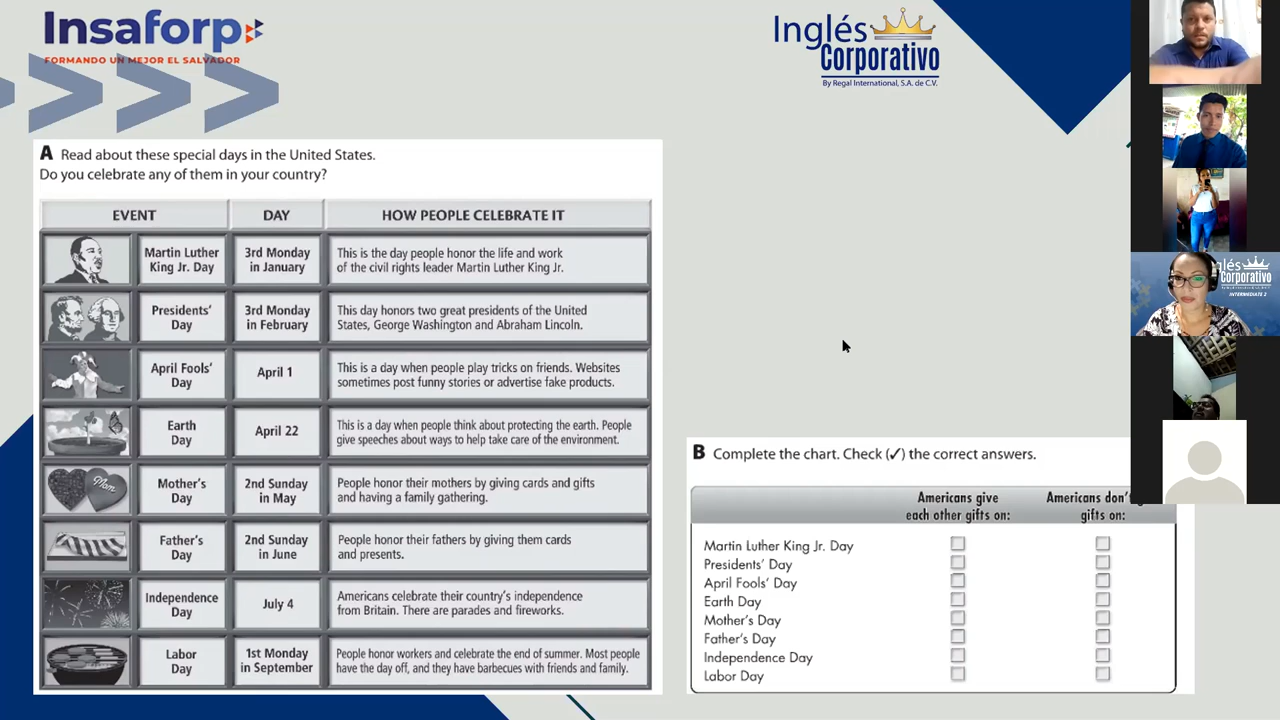 Insaforp
FORMANDO UN MEJOR EL SALVADOR
Inglés
Corporativo
By Regal International, S.A. de C.V.
A Read about these special days in the United States.
Do you celebrate any of them in your country?
EVENT DAY HOW PEOPLE CELEBRATE IT
Martin Luther
King Jr. Day
3rd Monday
in January
This is the day people honor the life and work
of the civil rights leader Martin Luther King Jr.
Presidents'
Day
3rd Monday
in February
This day honors two great presidents of the United
States, George Washington and Abraham Lincoln.
April Fools'
Day
April 1
This is a day when people play tricks on friends. Websites
sometimes post funny stories or advertise fake products.
Earth
Day
April 22
This is a day when people think about protecting the earth. People
give speeches about ways to help take care of the environment.
Mom
Mother's
Day
2nd Sunday
in May
People honor their mothers by giving cards and gifts
and having a family gathering.
Father's
Day
2nd Sunday
in June
People honor their fathers by giving them cards
and presents.
Independence
Day
July 4
Americans celebrate their country's independence
from Britain. There are parades and fireworks.
Labor
Day
1st Monday
in September
People honor workers and celebrate the end of summer. Most people
have the day off, and they have barbecues with friends and family.
B Complete the chart. Check (✓) the correct answers.
Americans give
each other gifts on:
Americans don't
gifts on:
Martin Luther King Jr. Day
Presidents' Day
April Fools' Day
Earth Day
Mother's Day
Father's Day
Independence Day
Labor Day
glés
Corporativo
INTERMEDIATE 2